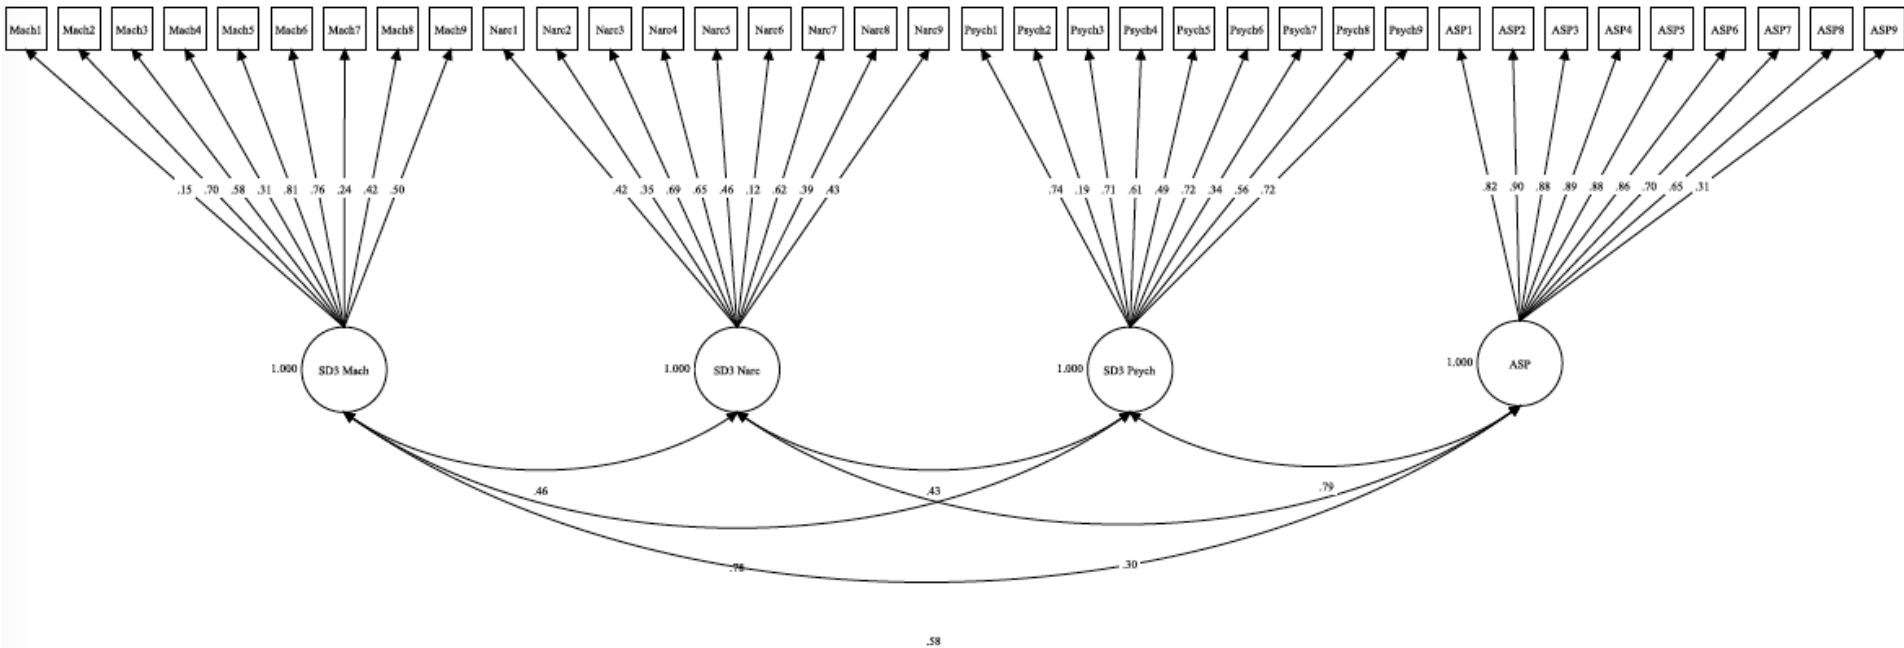 Mach1 Mach2 Mach3 Mach4 Mach5 Mach6 Mach7 Mach8 Mach9 Narc1 Narc2 Narc3 Narc4 Narc5 Narc6 Narc7 Narc8 Narc9 Psych1 Psych2 Psych3 Psych4 Psych5 Psych6 Psych7 Psych8 Psych9 ASP1 ASP2 ASP3 ASP4 ASP5 ASP6 ASP7 ASP8 ASP9
.15 .70 .58 .31 .81 .76 .24 .42 .50 .42 .35 .69 .65 .46 .12 .62 .39 .43 .74 .19 .71 .61 .49 .72 .34 .56 .72 .82 .90 .88 .89 .88 .86 .70 .65 .31
1.000 SD3 Mach 1.000 SD3 Narc 1.000 SD3 Psych 1.000 ASP
.46 .43 .79
.78 .30
.58